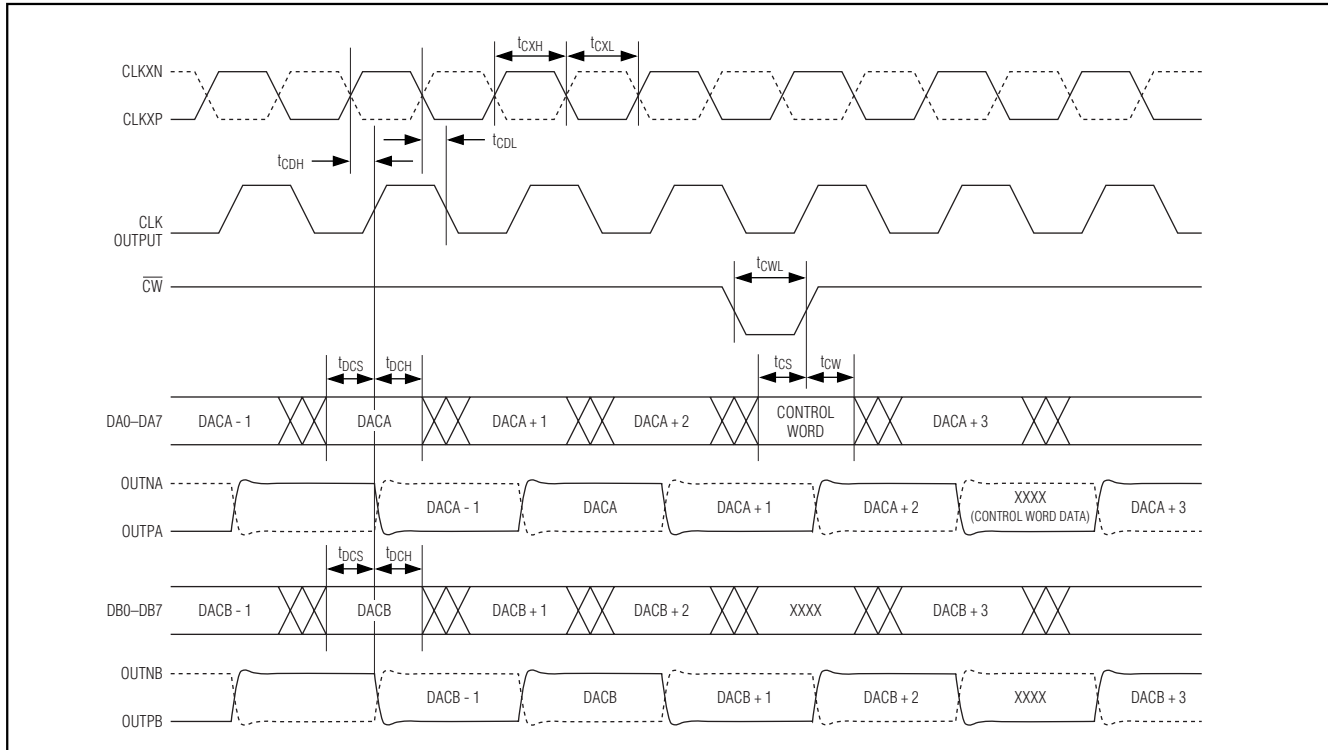 tCXH tCXL
CLKXN
CLKXP
tCDL
tCDH
CLK
OUTPUT
tCWL
CW
tDCS tDCH tCS tCW
DA0–DA7 DACA - 1 DACA DACA + 1 DACA + 2 CONTROL
WORD DACA + 3
OUTNA
OUTPA
DACA - 1 DACA DACA + 1 DACA + 2 XXXX
(CONTROL WORD DATA) DACA + 3
tDCS tDCH
DB0–DB7 DACB - 1 DACB DACB + 1 DACB + 2 XXXX DACB + 3
OUTNB
OUTPB
DACB - 1 DACB DACB + 1 DACB + 2 XXXX DACB + 3